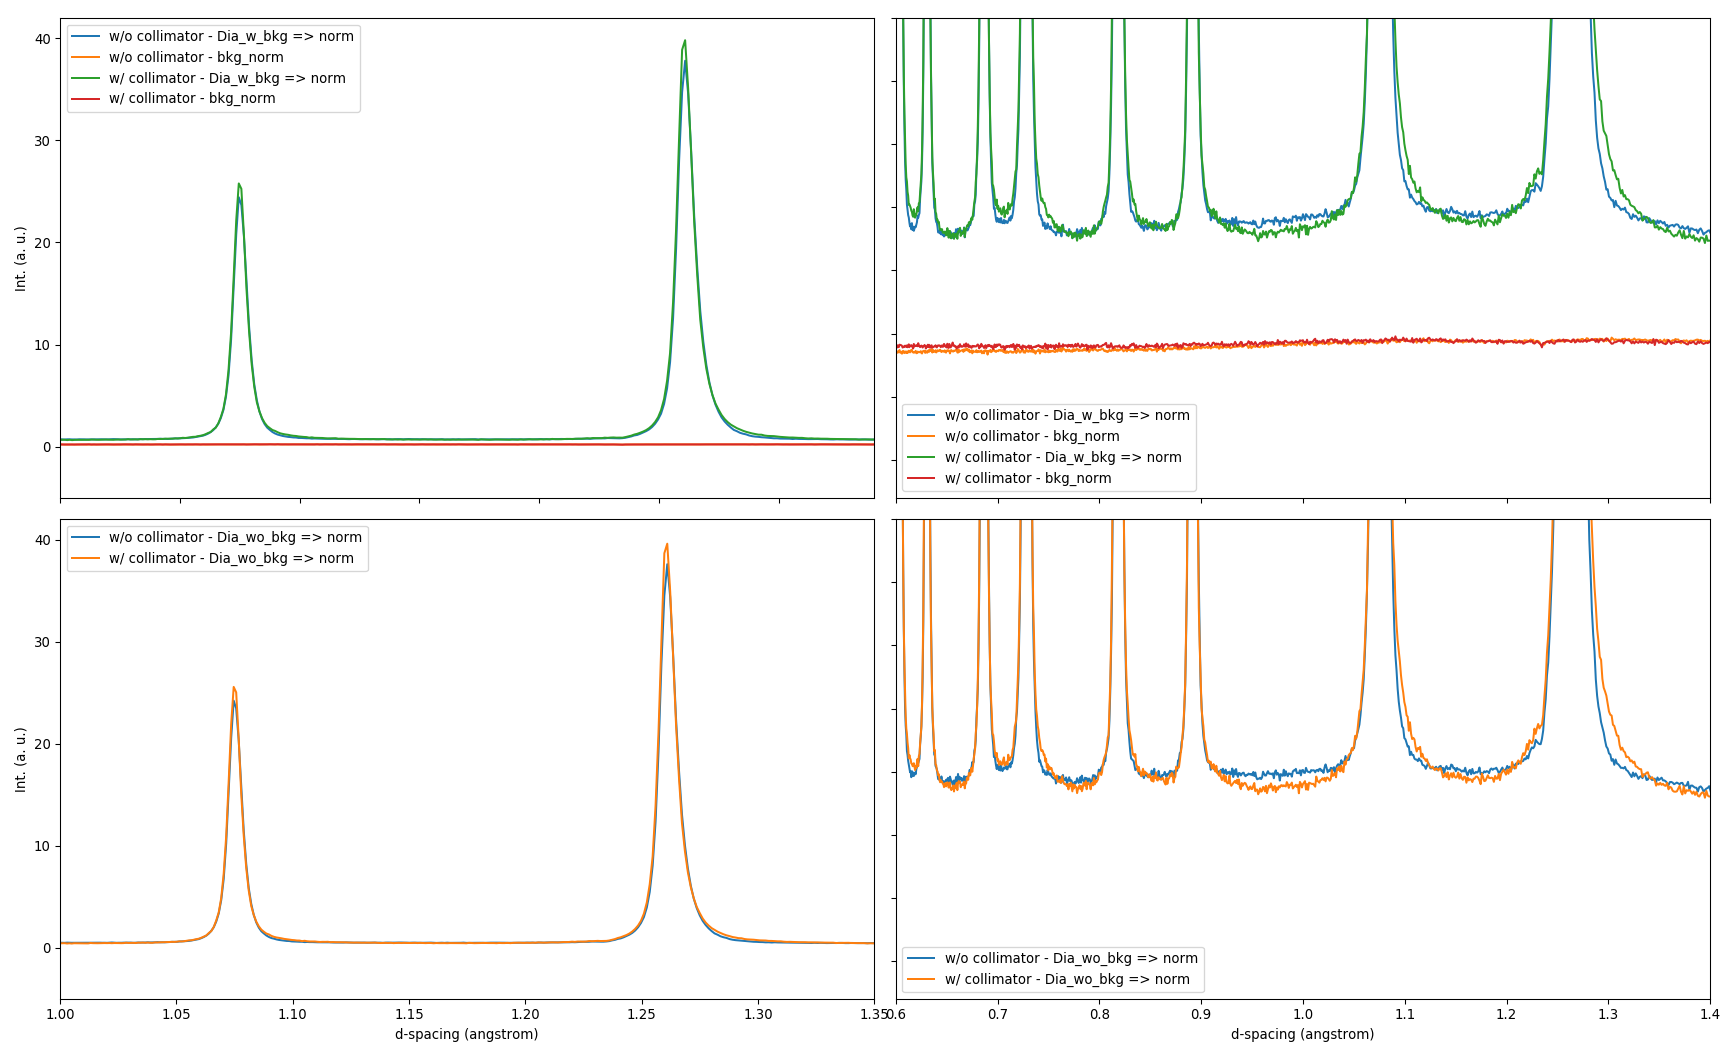 w/o collimator - Dia_w_bkg => norm
w/o collimator - bkg_norm
w/ collimator - Dia_w_bkg => norm
w/ collimator - bkg_norm
40
30
20
10
0
Int. (a. u.)
w/o collimator - Dia_w_bkg => norm
w/o collimator - bkg_norm
w/ collimator - Dia_w_bkg => norm
w/ collimator - bkg_norm
w/o collimator - Dia_wo_bkg => norm
w/ collimator - Dia_wo_bkg => norm
40
30
20
10
0
Int. (a. u.)
1.00 1.05 1.10 1.15 1.20 1.25 1.30 1.35
d-spacing (angstrom)
w/o collimator - Dia_wo_bkg => norm
w/ collimator - Dia_wo_bkg => norm
0.6 0.7 0.8 0.9 1.0 1.1 1.2 1.3 1.4
d-spacing (angstrom)